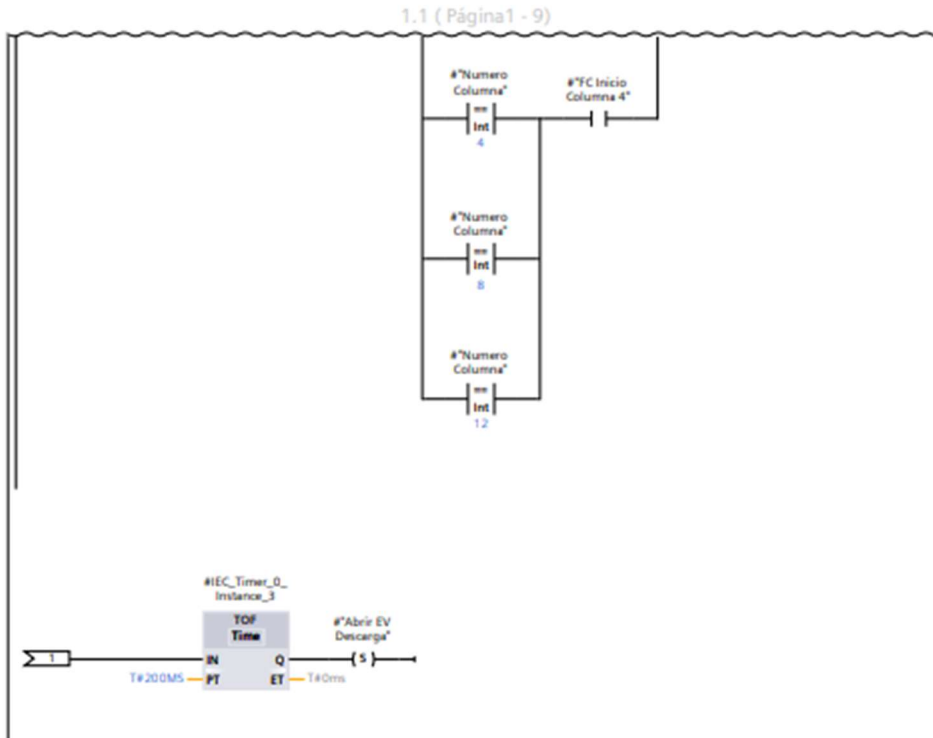 1.1 ( Página1 - 9)
#"Numero
Columna"
==
Int
4
#"FC Inicio
Columna 4"
#"Numero
Columna"
==
Int
8
#"Numero
Columna"
==
Int
12
#IEC_Timer_0_
Instance_3
TOF
Time
#"Abrir EV
Descarga"
1
IN
Q
S
T#200MS
PT
ET
T#0ms